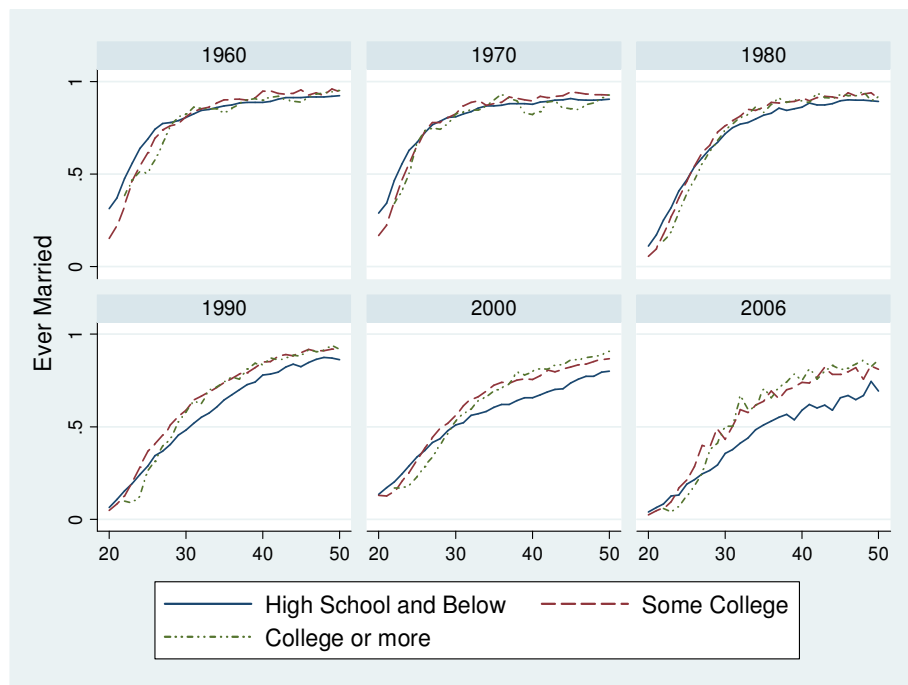 1960 1970 1980
1
.5
0
1990 2000 2006
1
.5
0
20 30 40 50 20 30 40 50 20 30 40 50
Ever Married
High School and Below Some College
College or more